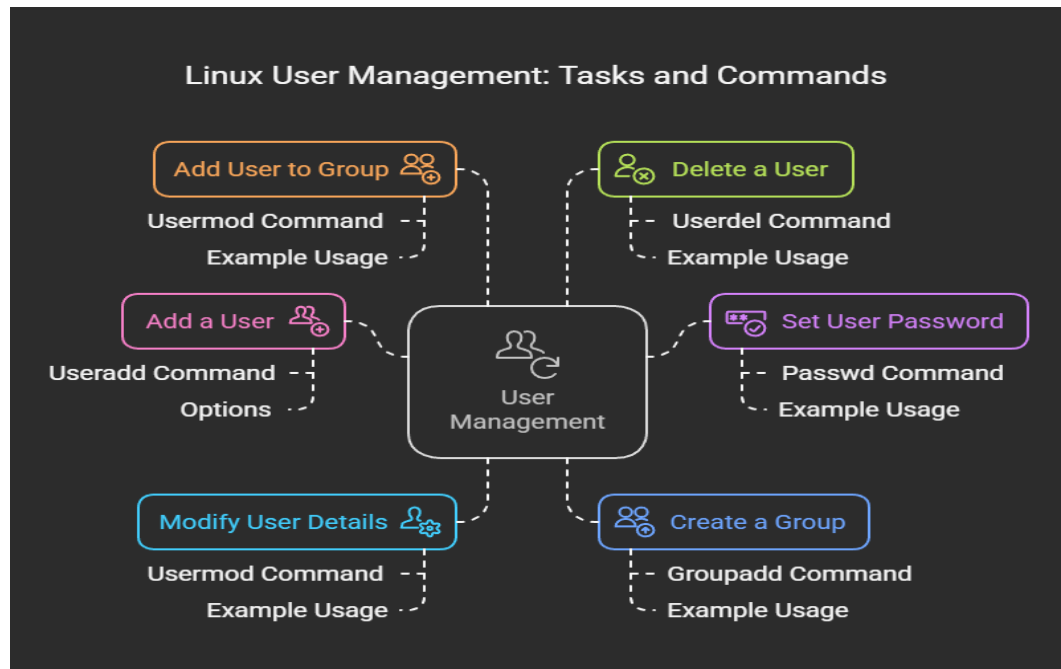 Linux User Management: Tasks and Commands
Add User to Group
Usermod Command
Example Usage
Delete a User
Userdel Command
Example Usage
Add a User
Useradd Command
Options
User
Management
** Set User Password
Passwd Command
Example Usage
Modify User Details
Usermod Command
Example Usage
Create a Group
Groupadd Command
Example Usage